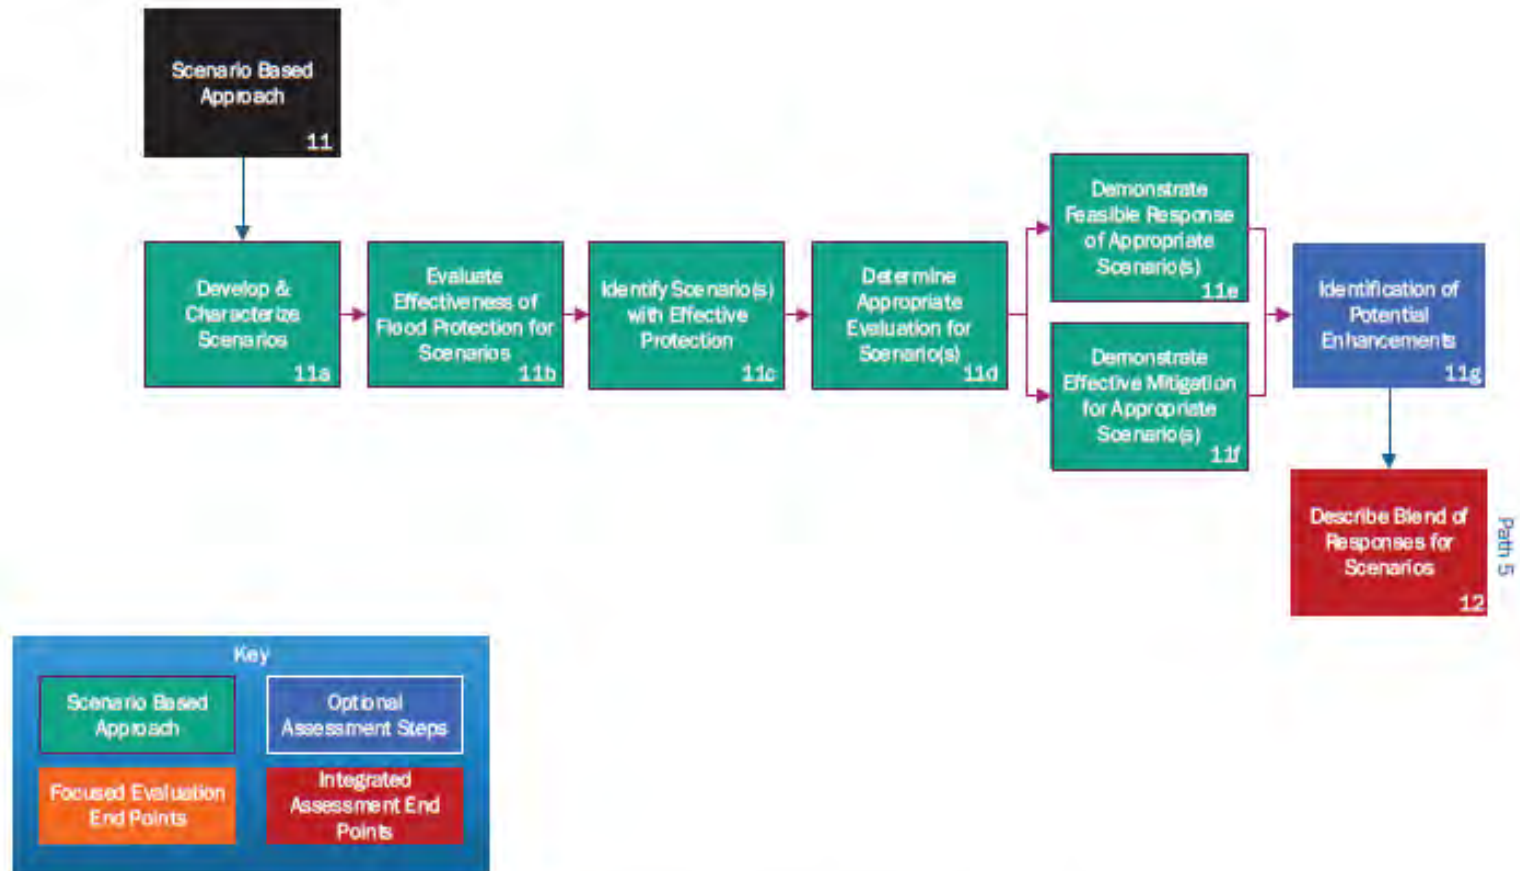 Scenario Based
Approach
11
Develop &
Characterize
Scenarios
11a
Evaluate
Effectiveness of
Flood Protection for
Scenarios
11b
Identify Scenario(s)
with Effective
Protection
11c
Determine
Appropriate
Evaluation for
Scenario(s)
11d
Demonstrate
Feasible Response
of Appropriate
Scenario(s)
11e
Demonstrate
Effective Mitigation
for Appropriate
Scenario(s)
11f
Identification of
Potential
Enhancements
11g
Describe Blend of
Responses for
Scenarios
12
Path 5
Key
Scenario Based
Approach
Optional
Assessment Steps
Focused Evaluation
End Points
Integrated
Assessment End
Points